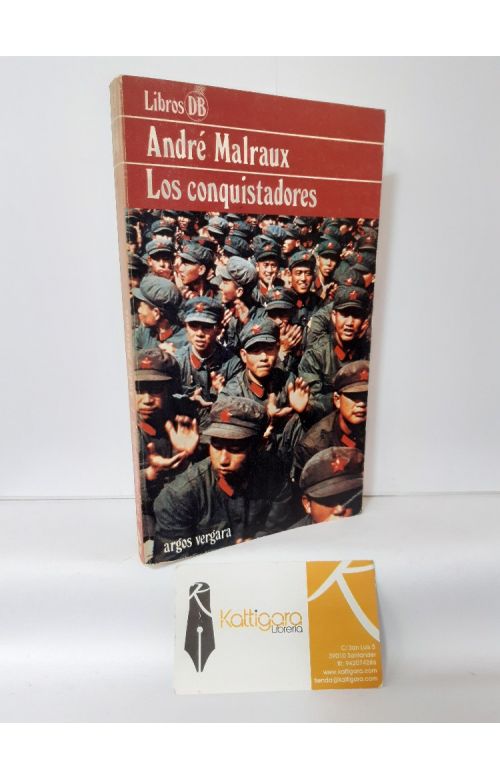 Libros DB
André Malraux
Los conquistadores
argos vergara
Kattigara
Librería
C/ San Luis 5
39010 Santander
tlf: 942074286
www.kattigara.com
tienda@kattigara.com